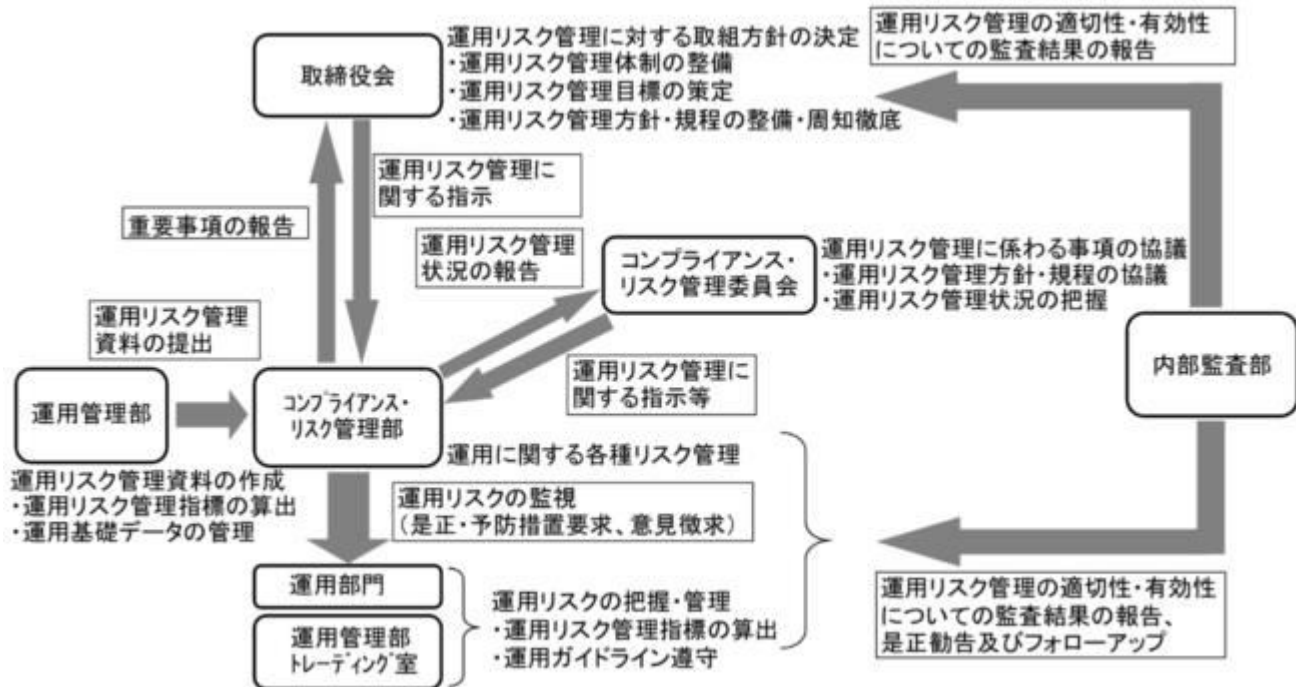 取締役会
運用リスク管理に対する取組方針の決定
・運用リスク管理体制の整備
・運用リスク管理目標の策定
・運用リスク管理方針・規程の整備・周知徹底
運用リスク管理の適切性・有効性
についての監査結果の報告
運用リスク管理に
関する指示
重要事項の報告
運用リスク管理
状況の報告
コンプライアンス・
リスク管理委員会
運用リスク管理に係わる事項の協議
・運用リスク管理方針・規程の協議
・運用リスク管理状況の把握
運用リスク管理
資料の提出
内部監査部
運用リスク管理に
関する指示等
運用管理部
コンプライアンス・
リスク管理部
運用に関する各種リスク管理
運用リスク管理資料の作成
・運用リスク管理指標の算出
・運用基礎データの管理
運用リスクの監視
（是正・予防措置要求、意見徴求）
運用部門
運用管理部
トレーディング室
運用リスクの把握・管理
・運用リスク管理指標の算出
・運用ガイドライン遵守
運用リスク管理の適切性・有効性
についての監査結果の報告、
是正勧告及びフォローアップ